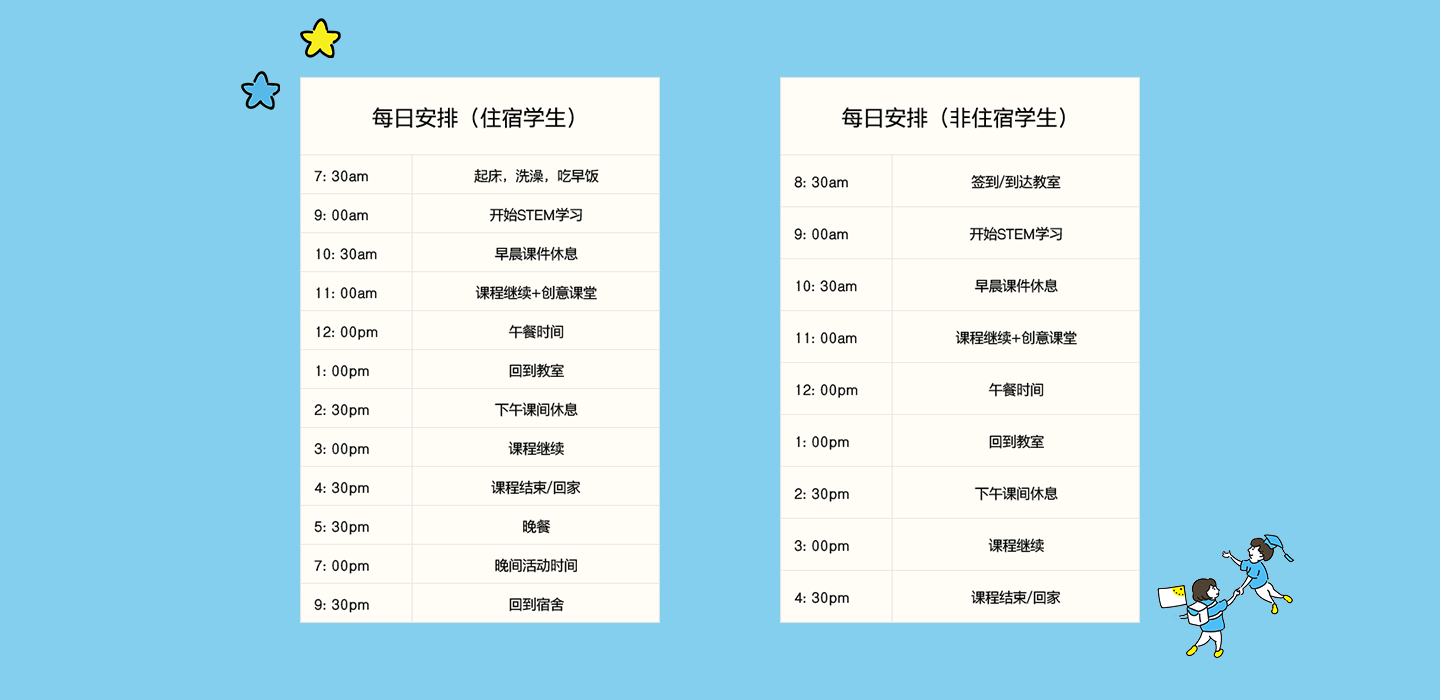 每日安排（住宿学生）
7: 30am 起床，洗澡，吃早饭
9: 00am 开始STEM学习
10: 30am 早晨课件休息
11: 00am 课程继续+创意课堂
12: 00pm 午餐时间
1: 00pm 回到教室
2: 30pm 下午课间休息
3: 00pm 课程继续
4: 30pm 课程结束/回家
5: 30pm 晚餐
7: 00pm 晚间活动时间
9: 30pm 回到宿舍
每日安排（非住宿学生）
8: 30am 签到/到达教室
9: 00am 开始STEM学习
10: 30am 早晨课件休息
11: 00am 课程继续+创意课堂
12: 00pm 午餐时间
1: 00pm 回到教室
2: 30pm 下午课间休息
3: 00pm 课程继续
4: 30pm 课程结束/回家